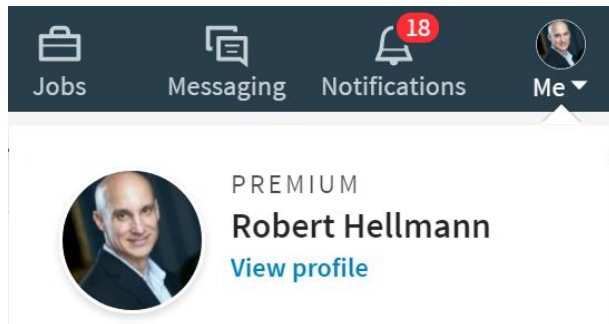 18
Jobs Messaging Notifications Me
PREMIUM
Robert Hellmann
View profile